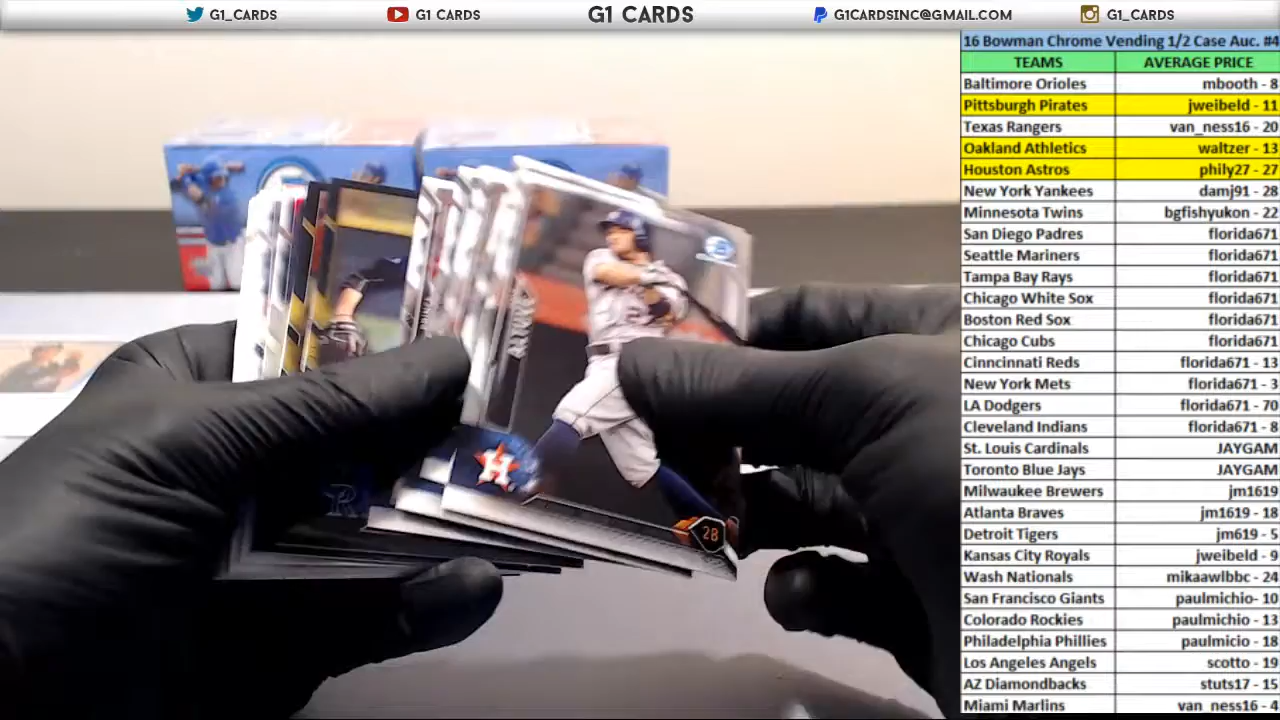 G1_CARDS G1 CARDS G1 CARDS G1CARDSINC@GMAIL.COM G1_CARDS
16 Bowman Chrome Vending 1/2 Case Auc. #4
TEAMS AVERAGE PRICE
Baltimore Orioles mbooth - 8
Pittsburgh Pirates jweibeld - 11
Texas Rangers van_ness16 - 20
Oakland Athletics waltzer - 13
Houston Astros phily27 - 27
New York Yankees damj91 - 28
Minnesota Twins bgfishyukon - 22
San Diego Padres florida671
Seattle Mariners florida671
Tampa Bay Rays florida671
Chicago White Sox florida671
Boston Red Sox florida671
Chicago Cubs florida671
Cinncinnati Reds florida671 - 13
New York Mets florida671 - 3
LA Dodgers florida671 - 70
Cleveland Indians florida671 - 8
St. Louis Cardinals JAYGAM
Toronto Blue Jays JAYGAM
Milwaukee Brewers jm1619
Atlanta Braves jm1619 - 18
Detroit Tigers jm619 - 5
Kansas City Royals jweibeld - 9
Wash Nationals mikaawlbbc - 24
San Francisco Giants paulmichio- 10
Colorado Rockies paulmichio - 13
Philadelphia Phillies paulmicio - 18
Los Angeles Angels scotto - 19
AZ Diamondbacks stuts17 - 15
Miami Marlins van_ness16 - 4
H
28